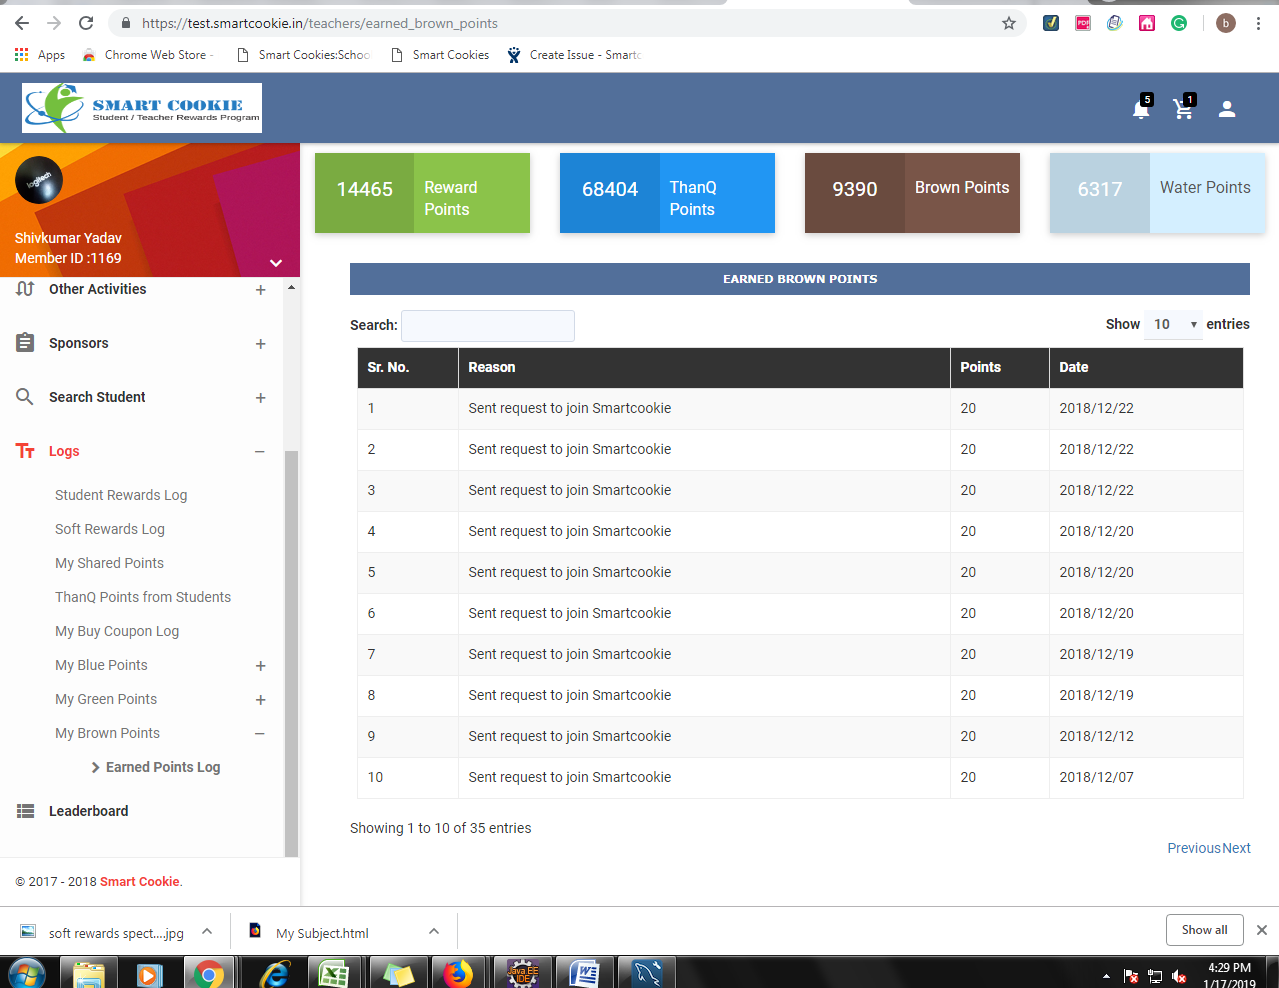 https://test.smartcookie.in/teachers/earned_brown_points
PDF
G
b
Apps
Chrome Web Store -
Smart Cookies:Schoo
Smart Cookies
Create Issue - Smart
SMART COOKIE
Student / Teacher Rewards Program
5
1
logitech
Shivkumar Yadav
Member ID :1169
14465
Reward
Points
68404
ThanQ
Points
9390
Brown Points
6317
Water Points
Other Activities +
Sponsors +
Search Student +
Logs –
Student Rewards Log
Soft Rewards Log
My Shared Points
ThanQ Points from Students
My Buy Coupon Log
My Blue Points +
My Green Points +
My Brown Points –
Earned Points Log
Leaderboard
© 2017 - 2018 Smart Cookie.
EARNED BROWN POINTS
Search:
Show 10 entries
Sr. No. Reason Points Date
1 Sent request to join Smartcookie 20 2018/12/22
2 Sent request to join Smartcookie 20 2018/12/22
3 Sent request to join Smartcookie 20 2018/12/22
4 Sent request to join Smartcookie 20 2018/12/20
5 Sent request to join Smartcookie 20 2018/12/20
6 Sent request to join Smartcookie 20 2018/12/20
7 Sent request to join Smartcookie 20 2018/12/19
8 Sent request to join Smartcookie 20 2018/12/19
9 Sent request to join Smartcookie 20 2018/12/12
10 Sent request to join Smartcookie 20 2018/12/07
Showing 1 to 10 of 35 entries
PreviousNext
soft rewards spect....jpg
My Subject.html
Show all
Java EE
IDE
4:29 PM
1/17/2019